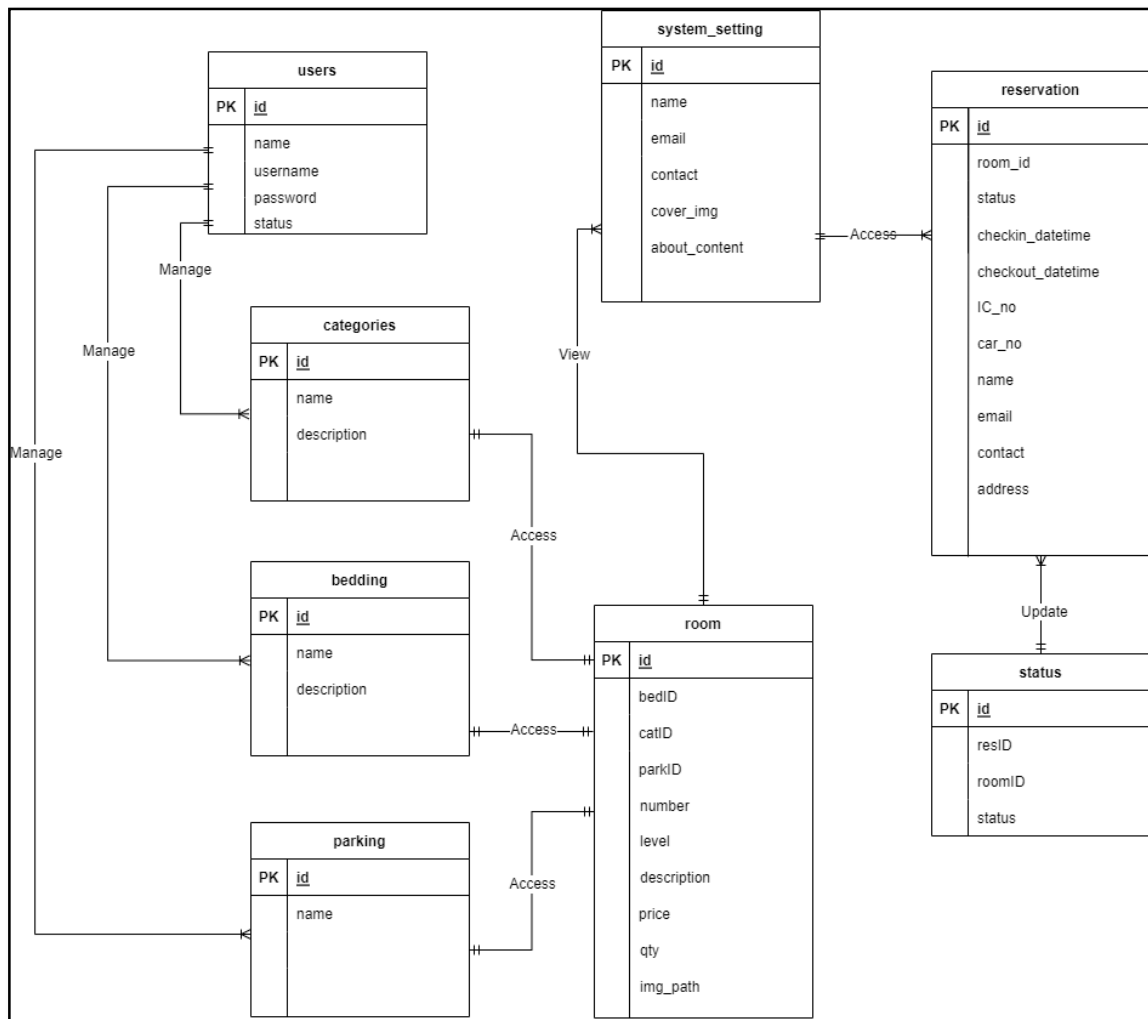 users
PK id
name
username
password
status
system_setting
PK id
name
email
contact
cover_img
about_content
reservation
PK id
room_id
status
checkin_datetime
checkout_datetime
IC_no
car_no
name
email
contact
address
Manage
Manage
Manage
Access
View
categories
PK id
name
description
Access
bedding
PK id
name
description
Access
parking
PK id
name
Access
room
PK id
bedID
catID
parkID
number
level
description
price
qty
img_path
Update
status
PK id
resID
roomID
status